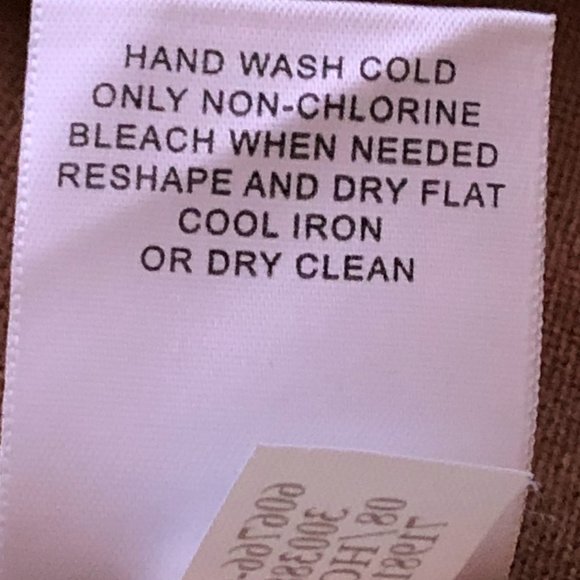 HAND WASH COLD
ONLY NON-CHLORINE
BLEACH WHEN NEEDED
RESHAPE AND DRY FLAT
COOL IRON
OR DRY CLEAN